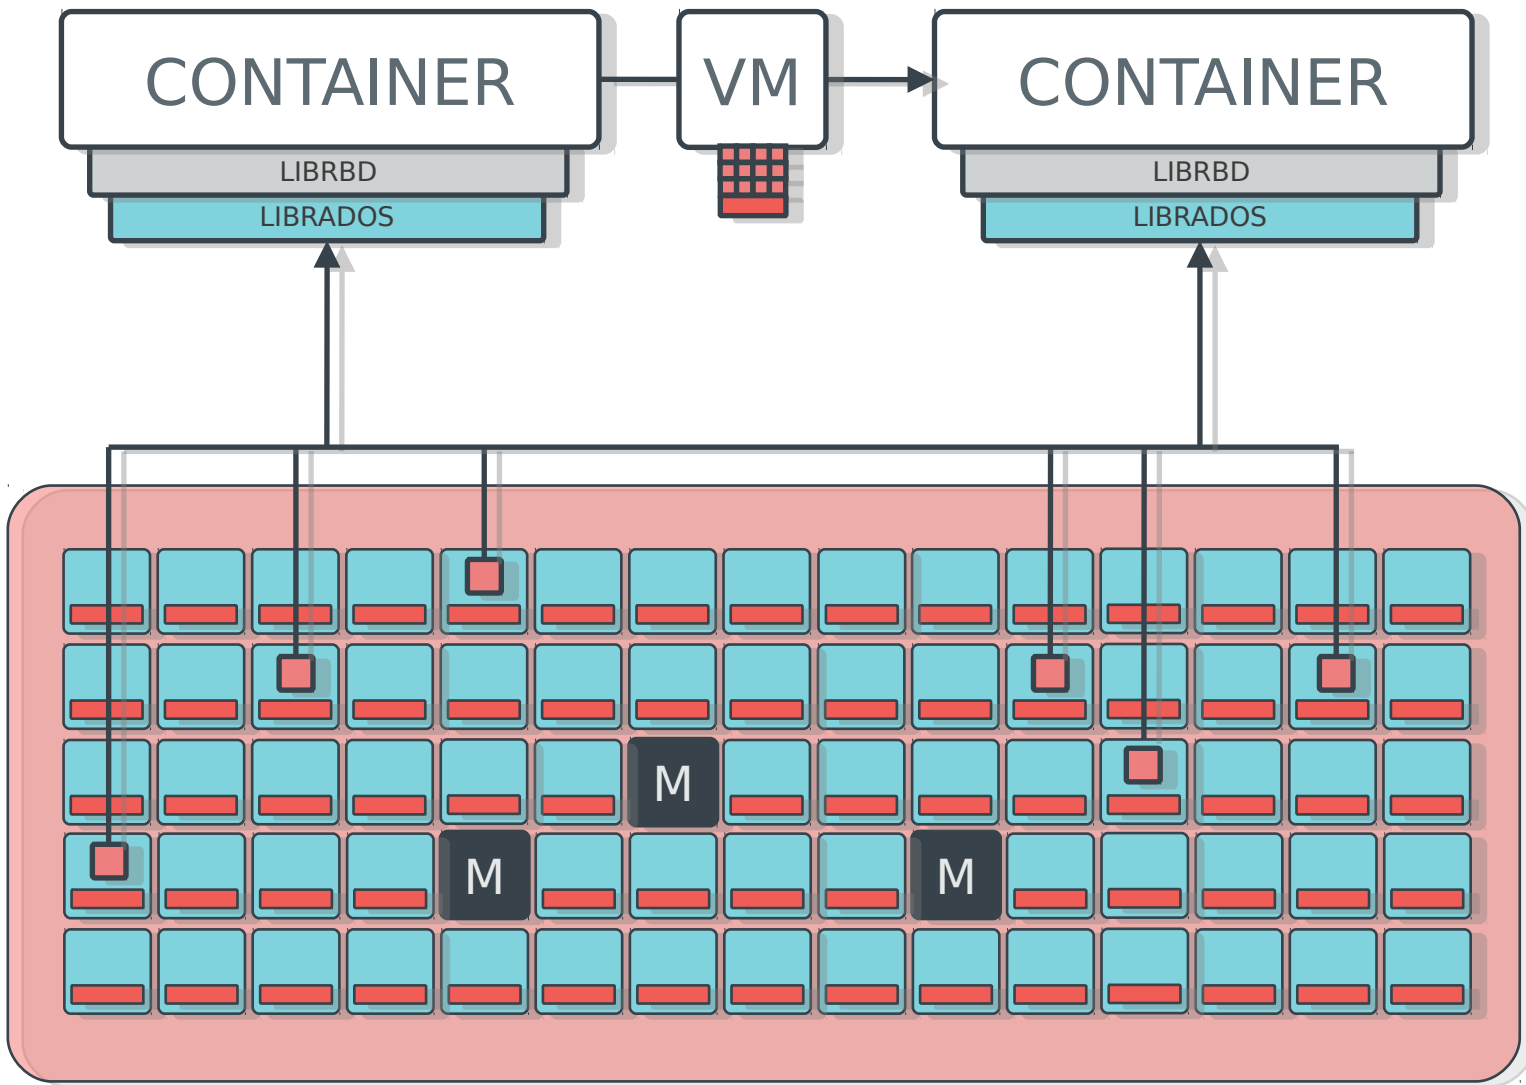 CONTAINER
VM
CONTAINER
LIBRBD
LIBRBD
LIBRADOS
LIBRADOS
M
M
M